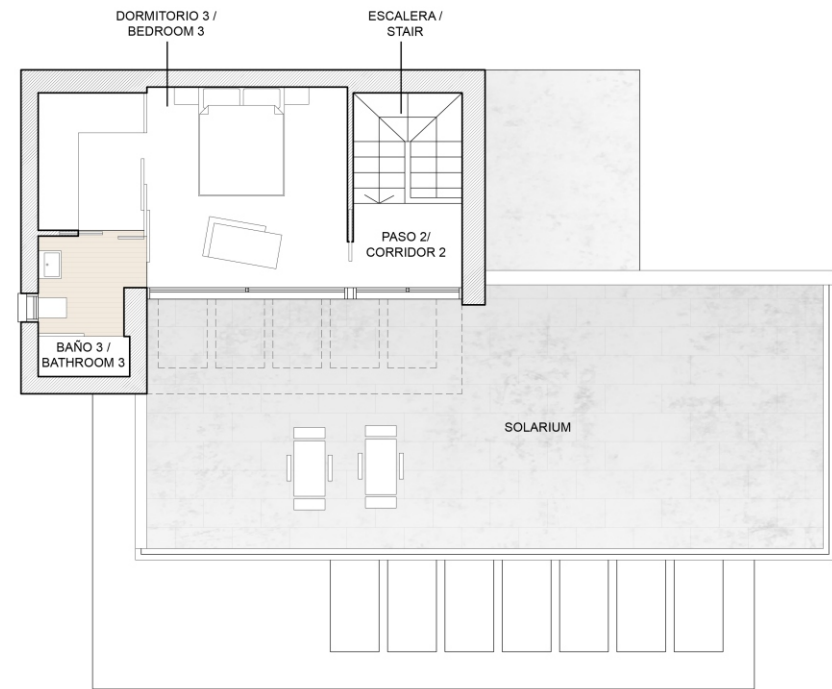 DORMITORIO 3 /
BEDROOM 3
ESCALERA /
STAIR
PASO 2/
CORRIDOR 2
BAÑO 3 /
BATHROOM 3
SOLARIUM